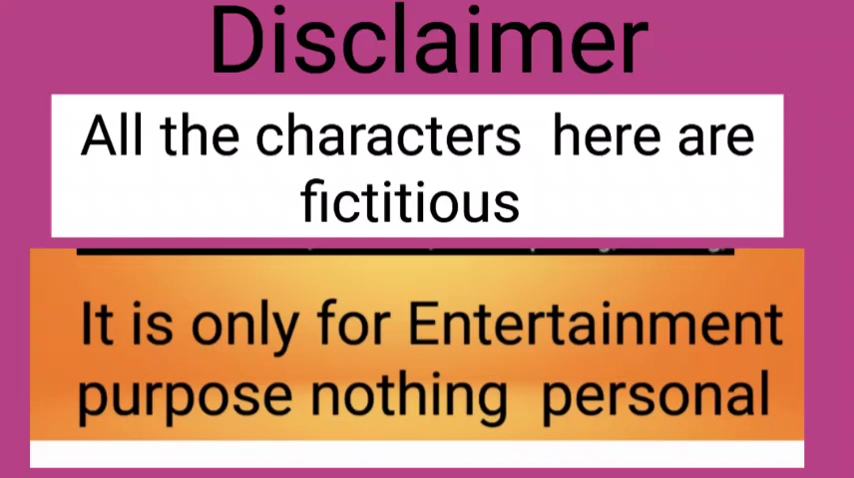 Disclaimer
All the characters here are
fictitious
It is only for Entertainment
purpose nothing personal